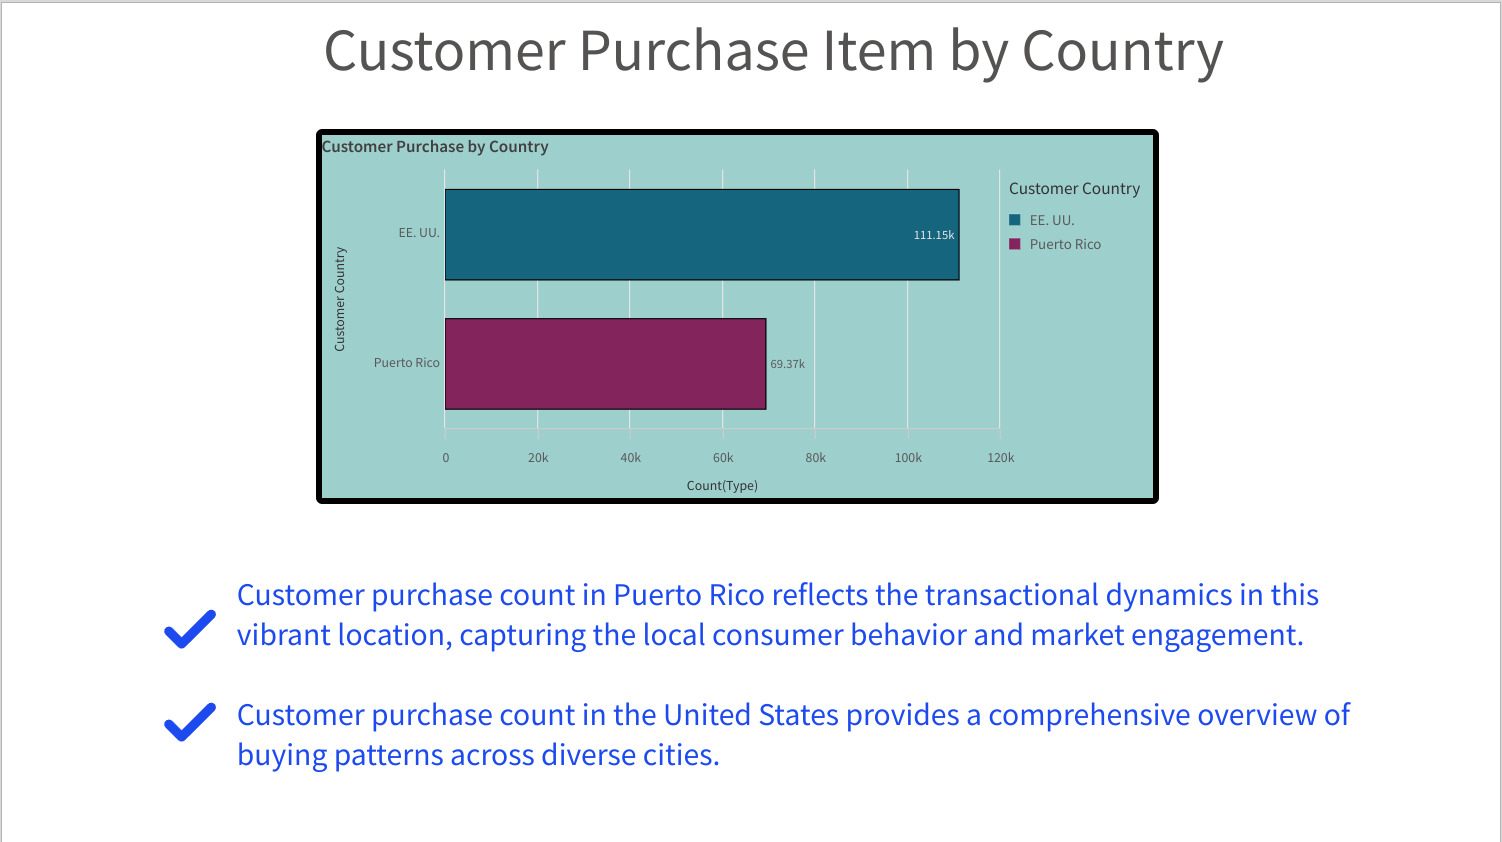 Customer Purchase Item by Country
Customer Purchase by Country
Customer Country
EE. UU.
111.15k
Puerto Rico
69.37k
0
20k
40k
60k
80k
100k
120k
Count(Type)
Customer Country
EE. UU.
Puerto Rico
Customer purchase count in Puerto Rico reflects the transactional dynamics in this
vibrant location, capturing the local consumer behavior and market engagement.
Customer purchase count in the United States provides a comprehensive overview of
buying patterns across diverse cities.